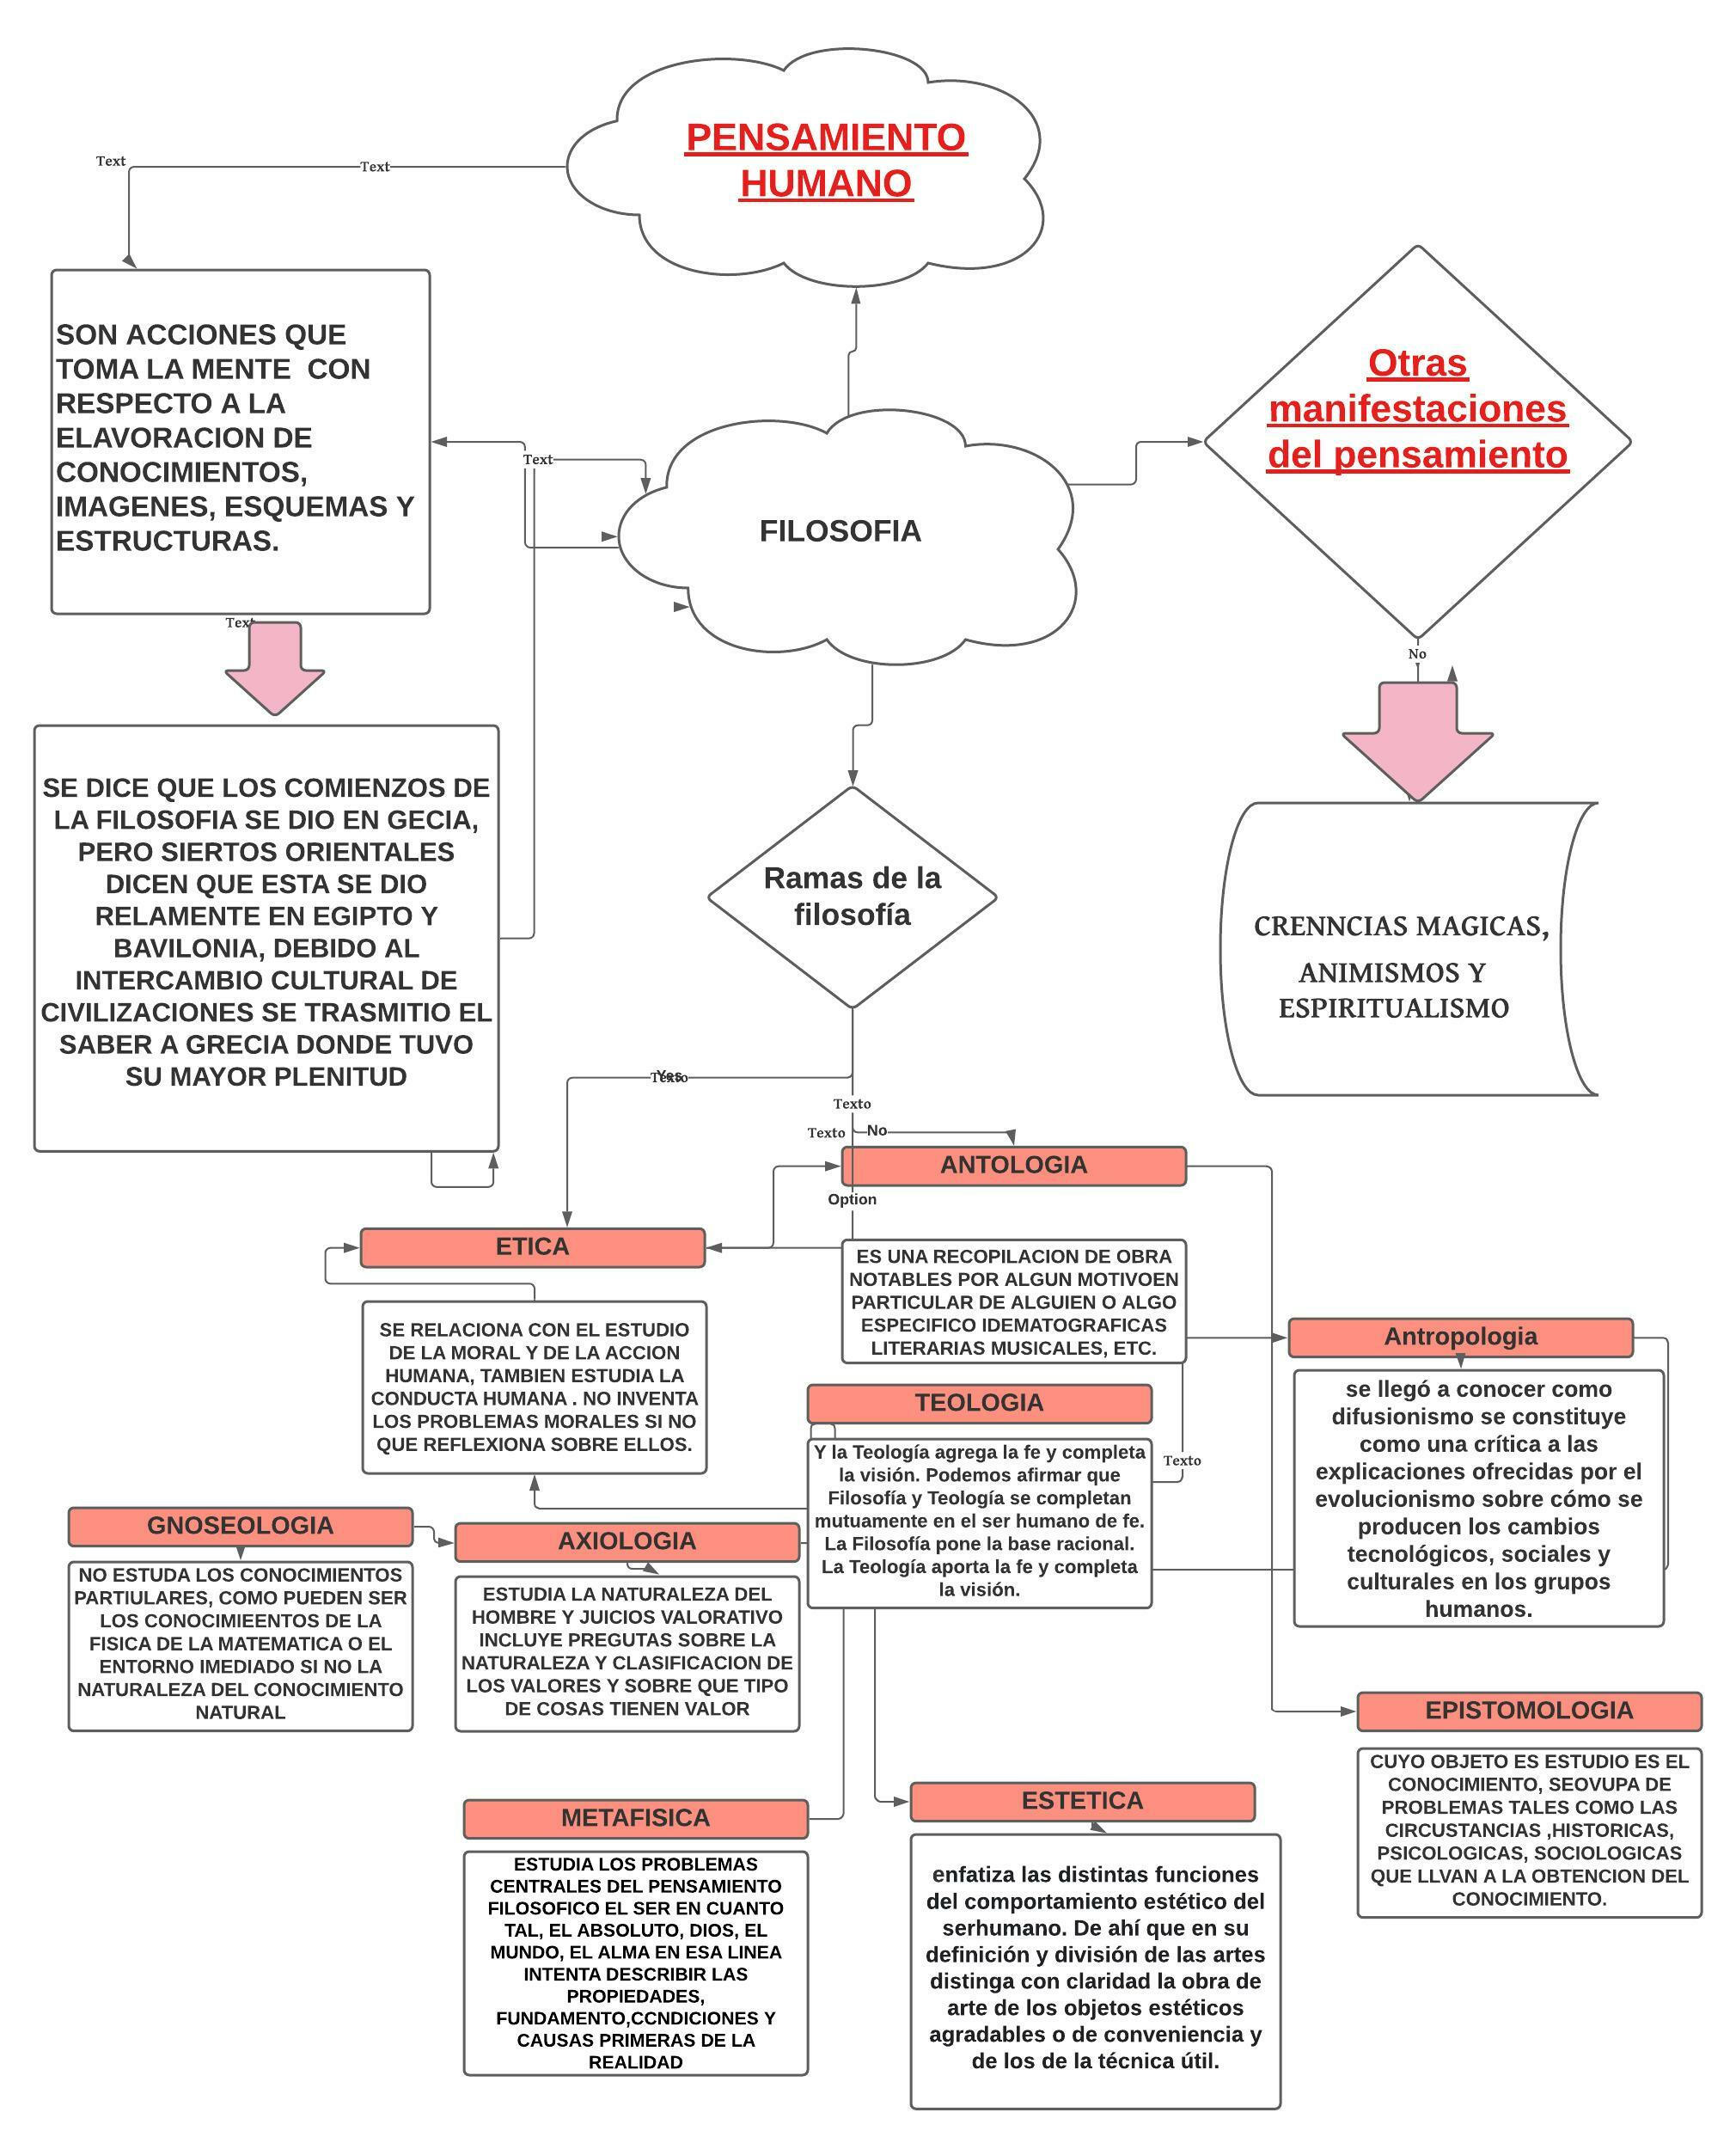 PENSAMIENTO
HUMANO
Text
Text
SON ACCIONES QUE
TOMA LA MENTE  CON
RESPECTO A LA
ELAVORACION DE
CONOCIMIENTOS,
IMAGENES, ESQUEMAS Y
ESTRUCTURAS.
Otras
manifestaciones
del pensamiento
Text
FILOSOFIA
Text
No
SE DICE QUE LOS COMIENZOS DE
LA FILOSOFIA SE DIO EN GECIA,
PERO SIERTOS ORIENTALES
DICEN QUE ESTA SE DIO
RELAMENTE EN EGIPTO Y
BAVILONIA, DEBIDO AL
INTERCAMBIO CULTURAL DE
CIVILIZACIONES SE TRASMITIO EL
SABER A GRECIA DONDE TUVO
SU MAYOR PLENITUD
Ramas de la
filosofía
CRENNCIAS MAGICAS,
ANIMISMOS Y
ESPIRITUALISMO
Yes
Texto
Texto
Texto
No
ANTOLOGIA
Option
ETICA
ES UNA RECOPILACION DE OBRA
NOTABLES POR ALGUN MOTIVOEN
PARTICULAR DE ALGUIEN O ALGO
ESPECIFICO IDEMATOGRAFICAS
LITERARIAS MUSICALES, ETC.
SE RELACIONA CON EL ESTUDIO
DE LA MORAL Y DE LA ACCION
HUMANA, TAMBIEN ESTUDIA LA
CONDUCTA HUMANA . NO INVENTA
LOS PROBLEMAS MORALES SI NO
QUE REFLEXIONA SOBRE ELLOS.
Antropologia
se llegó a conocer como
difusionismo se constituye
como una crítica a las
explicaciones ofrecidas por el
evolucionismo sobre cómo se
producen los cambios
tecnológicos, sociales y
culturales en los grupos
humanos.
TEOLOGIA
Y la Teología agrega la fe y completa
la visión. Podemos afirmar que
Filosofía y Teología se completan
mutuamente en el ser humano de fe.
La Filosofía pone la base racional.
La Teología aporta la fe y completa
la visión.
Texto
GNOSEOLOGIA
NO ESTUDA LOS CONOCIMIENTOS
PARTIULARES, COMO PUEDEN SER
LOS CONOCIMIEENTOS DE LA
FISICA DE LA MATEMATICA O EL
ENTORNO IMEDIADO SI NO LA
NATURALEZA DEL CONOCIMIENTO
NATURAL
AXIOLOGIA
ESTUDIA LA NATURALEZA DEL
HOMBRE Y JUICIOS VALORATIVO
INCLUYE PREGUTAS SOBRE LA
NATURALEZA Y CLASIFICACION DE
LOS VALORES Y SOBRE QUE TIPO
DE COSAS TIENEN VALOR
EPISTOMOLOGIA
CUYO OBJETO ES ESTUDIO ES EL
CONOCIMIENTO, SEOVUPA DE
PROBLEMAS TALES COMO LAS
CIRCUSTANCIAS ,HISTORICAS,
PSICOLOGICAS, SOCIOLOGICAS
QUE LLVAN A LA OBTENCION DEL
CONOCIMIENTO.
METAFISICA
ESTUDIA LOS PROBLEMAS
CENTRALES DEL PENSAMIENTO
FILOSOFICO EL SER EN CUANTO
TAL, EL ABSOLUTO, DIOS, EL
MUNDO, EL ALMA EN ESA LINEA
INTENTA DESCRIBIR LAS
PROPIEDADES,
FUNDAMENTO,CCNDICIONES Y
CAUSAS PRIMERAS DE LA
REALIDAD
ESTETICA
enfatiza las distintas funciones
del comportamiento estético del
serhumano. De ahí que en su
definición y división de las artes
distinga con claridad la obra de
arte de los objetos estéticos
agradables o de conveniencia y
de los de la técnica útil.